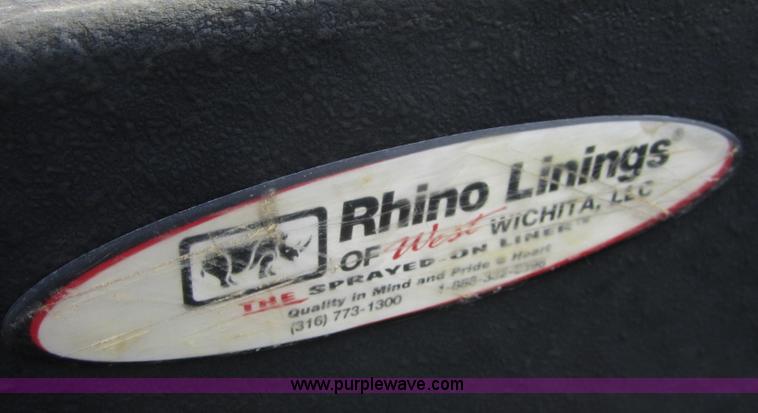 Rhino Linings®
OF West WICHITA, LLC
THE SPRAYED-ON LINER™
Quality in Mind and Pride @ Heart
(316) 773-1300
www.purplewave.com